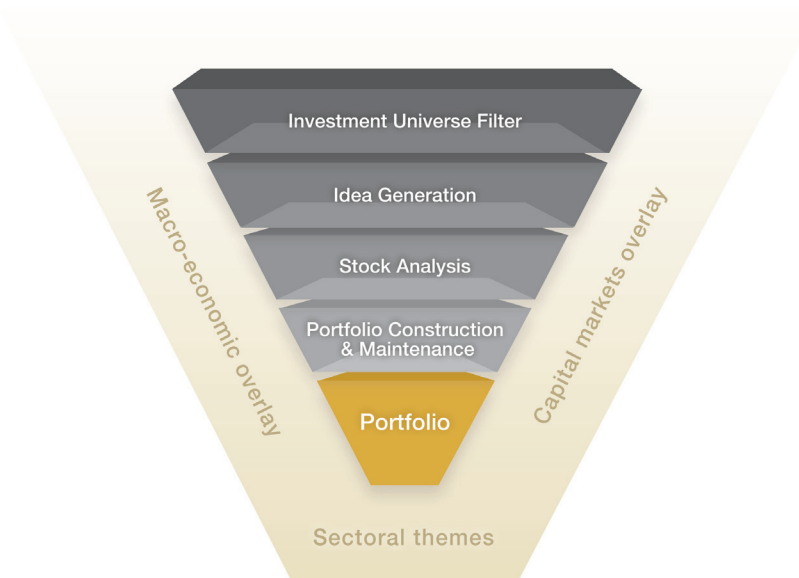 Investment Universe Filter
Idea Generation
Stock Analysis
Portfolio Construction
& Maintenance
Portfolio
Macro-economic overlay
Capital markets overlay
Sectoral themes